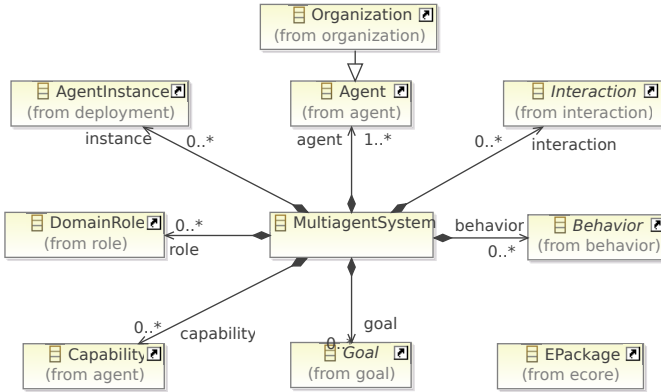 Organization
(from organization)
AgentInstance
(from deployment)
Agent
(from agent)
Interaction
(from interaction)
instance
0..*
agent
1..*
0..*
interaction
DomainRole
(from role)
0..*
role
MultiagentSystem
behavior
0..*
Behavior
(from behavior)
0..*
capability
goal
0..*
Capability
(from agent)
Goal
(from goal)
EPackage
(from ecore)